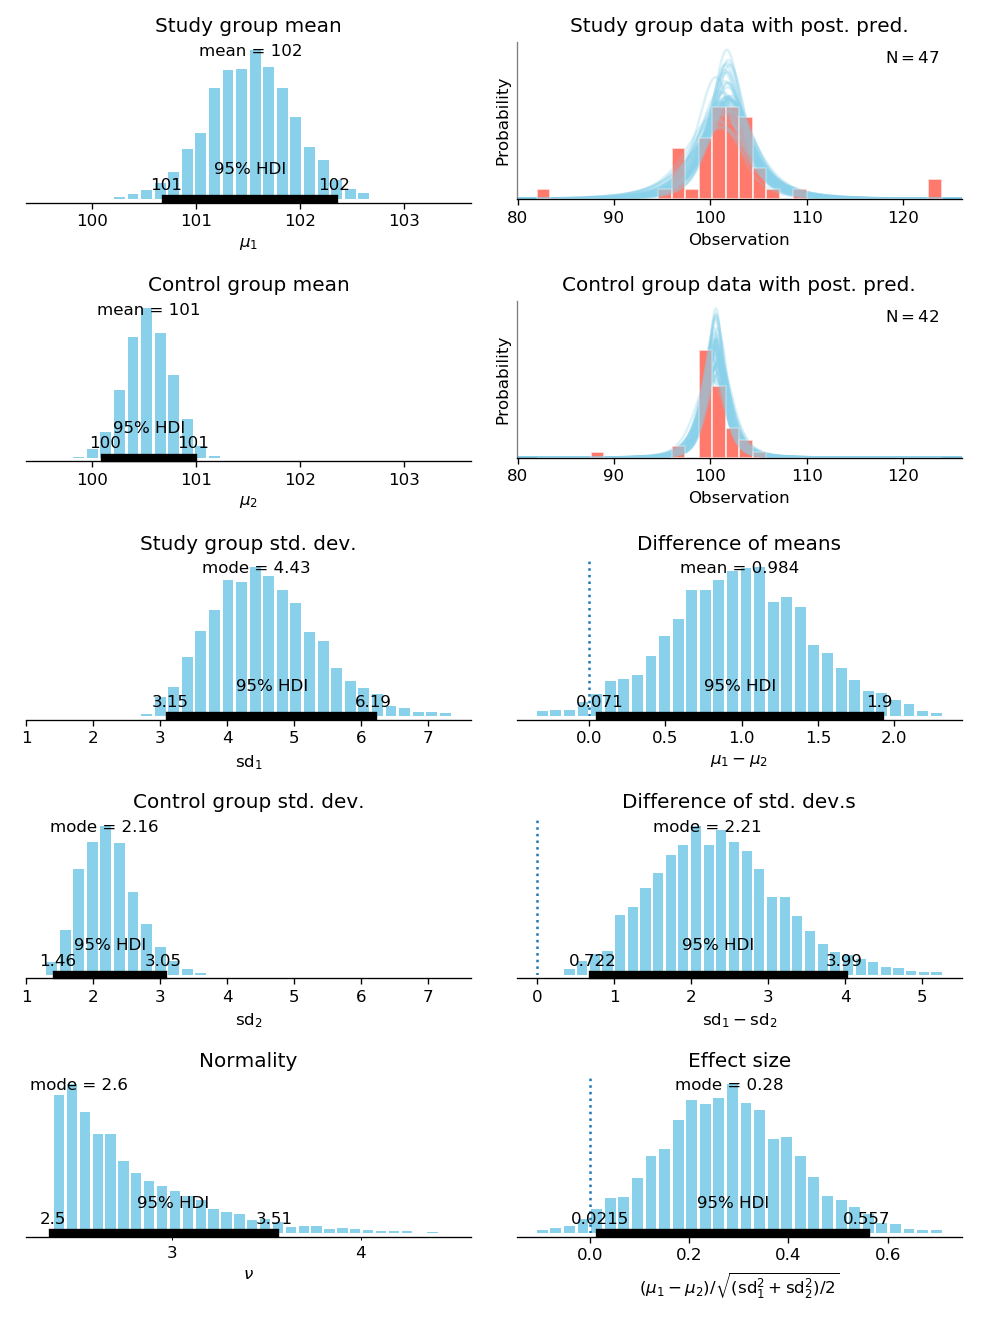 Study group mean
mean = 102
95% HDI
101 102
100 101 102 103
μ₁
Study group data with post. pred.
N = 47
Probability
80 90 100 110 120
Observation
Control group mean
mean = 101
95% HDI
100 101
100 101 102 103
μ₂
Control group data with post. pred.
N = 42
Probability
80 90 100 110 120
Observation
Study group std. dev.
mode = 4.43
95% HDI
3.15 6.19
1 2 3 4 5 6 7
sd₁
Difference of means
mean = 0.984
95% HDI
0.071 1.9
0.0 0.5 1.0 1.5 2.0
μ₁ − μ₂
Control group std. dev.
mode = 2.16
95% HDI
1.46 3.05
1 2 3 4 5 6 7
sd₂
Difference of std. dev.s
mode = 2.21
95% HDI
0.722 3.99
0 1 2 3 4 5
sd₁ − sd₂
Normality
mode = 2.6
95% HDI
2.5 3.51
3 4
ν
Effect size
mode = 0.28
95% HDI
0.0215 0.557
0.0 0.2 0.4 0.6
(μ₁ − μ₂)/√(sd₁² + sd₂²)/2